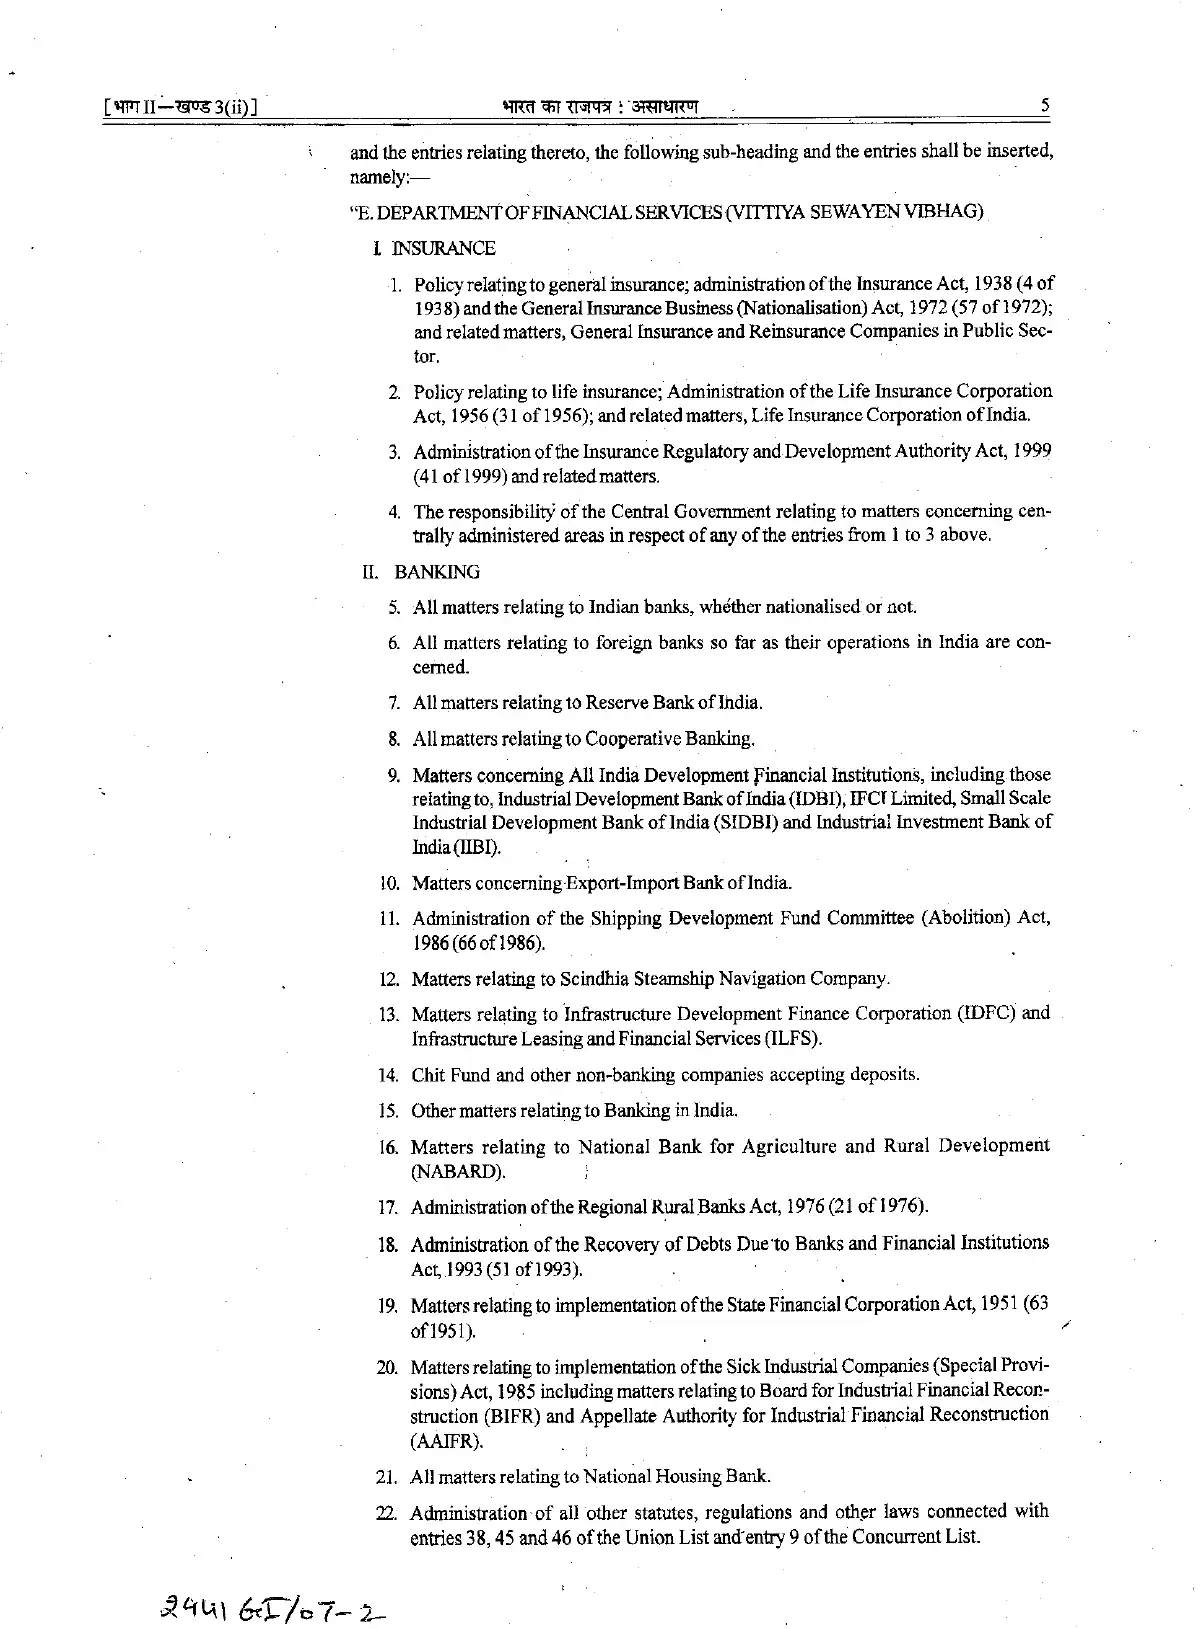 [भाग II—खण्ड 3(ii)] भारत का राजपत्र : असाधारण 5
and the entries relating thereto, the following sub-heading and the entries shall be inserted,
namely:—
“E. DEPARTMENT OF FINANCIAL SERVICES (VITTIYA SEWAYEN VIBHAG)
I. INSURANCE
1. Policy relating to general insurance; administration of the Insurance Act, 1938 (4 of
1938) and the General Insurance Business (Nationalisation) Act, 1972 (57 of 1972);
and related matters, General Insurance and Reinsurance Companies in Public Sec-
tor.
2. Policy relating to life insurance; Administration of the Life Insurance Corporation
Act, 1956 (31 of 1956); and related matters, Life Insurance Corporation of India.
3. Administration of the Insurance Regulatory and Development Authority Act, 1999
(41 of 1999) and related matters.
4. The responsibility of the Central Government relating to matters concerning cen-
trally administered areas in respect of any of the entries from 1 to 3 above.
II. BANKING
5. All matters relating to Indian banks, whether nationalised or not.
6. All matters relating to foreign banks so far as their operations in India are con-
cerned.
7. All matters relating to Reserve Bank of India.
8. All matters relating to Cooperative Banking.
9. Matters concerning All India Development Financial Institutions, including those
relating to, Industrial Development Bank of India (IDBI), IFCI Limited, Small Scale
Industrial Development Bank of India (SIDBI) and Industrial Investment Bank of
India (IIBI).
10. Matters concerning Export-Import Bank of India.
11. Administration of the Shipping Development Fund Committee (Abolition) Act,
1986 (66 of 1986).
12. Matters relating to Scindhia Steamship Navigation Company.
13. Matters relating to Infrastructure Development Finance Corporation (IDFC) and
Infrastructure Leasing and Financial Services (ILFS).
14. Chit Fund and other non-banking companies accepting deposits.
15. Other matters relating to Banking in India.
16. Matters relating to National Bank for Agriculture and Rural Development
(NABARD).
17. Administration of the Regional Rural Banks Act, 1976 (21 of 1976).
18. Administration of the Recovery of Debts Due to Banks and Financial Institutions
Act, 1993 (51 of 1993).
19. Matters relating to implementation of the State Financial Corporation Act, 1951 (63
of 1951).
20. Matters relating to implementation of the Sick Industrial Companies (Special Provi-
sions) Act, 1985 including matters relating to Board for Industrial Financial Recon-
struction (BIFR) and Appellate Authority for Industrial Financial Reconstruction
(AAIFR).
21. All matters relating to National Housing Bank.
22. Administration of all other statutes, regulations and other laws connected with
entries 38, 45 and 46 of the Union List and entry 9 of the Concurrent List.
GI/07-2